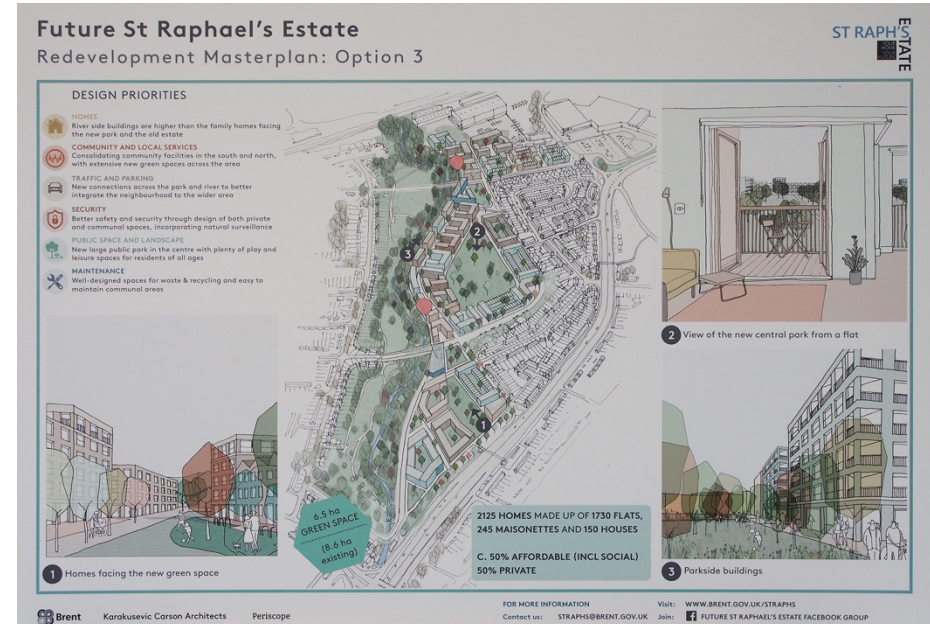 Future St Raphael's Estate
Redevelopment Masterplan: Option 3
ST RAPH'S
ESTATE
DESIGN PRIORITIES
HOMES
River side buildings are higher than the family homes facing
the new park and the old estate
COMMUNITY AND LOCAL SERVICES
Consolidating community facilities in the south and north,
with extensive new green spaces across the area
TRAFFIC AND PARKING
New connections across the park and river to better
integrate the neighbourhood to the wider area
SECURITY
Better safety and security through design of both private
and communal spaces, incorporating natural surveillance
PUBLIC SPACE AND LANDSCAPE
New large public park in the centre with plenty of play and
leisure spaces for residents of all ages
MAINTENANCE
Well-designed spaces for waste & recycling and easy to
maintain communal areas
2
3
1
2 View of the new central park from a flat
6.5 ha
GREEN SPACE
(8.6 ha
existing)
2125 HOMES MADE UP OF 1730 FLATS,
245 MAISONETTES AND 150 HOUSES
C. 50% AFFORDABLE (INCL SOCIAL)
50% PRIVATE
1 Homes facing the new green space
3 Parkside buildings
Brent Karakusevic Carson Architects Periscope
FOR MORE INFORMATION Visit: WWW.BRENT.GOV.UK/STRAPHS
Contact us: STRAPHS@BRENT.GOV.UK Join: FUTURE ST RAPHAEL'S ESTATE FACEBOOK GROUP